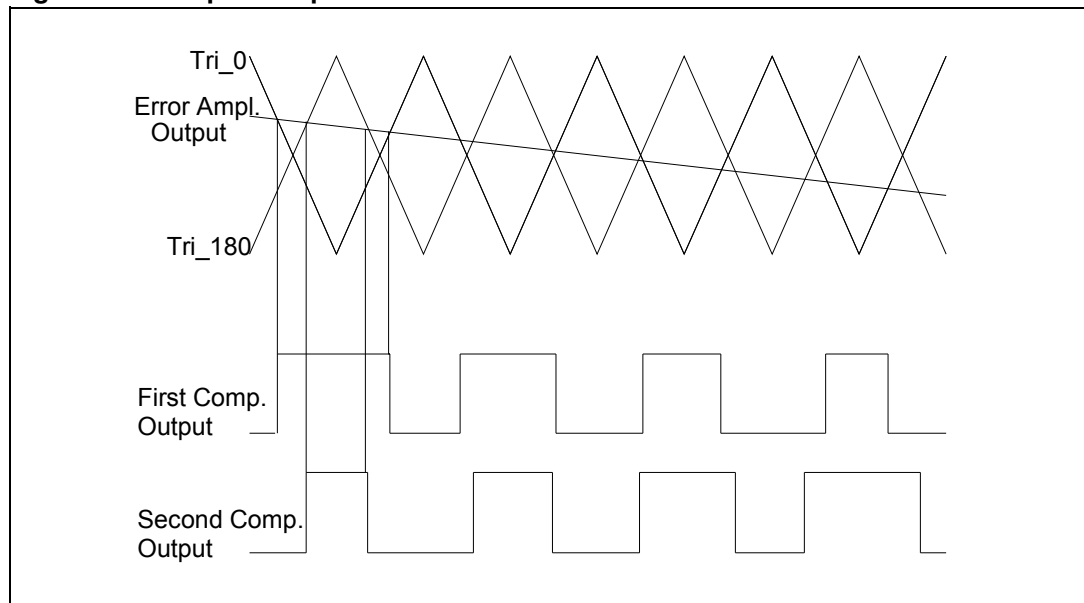 Tri_0
Error Ampl.
Output
Tri_180
First Comp.
Output
Second Comp.
Output